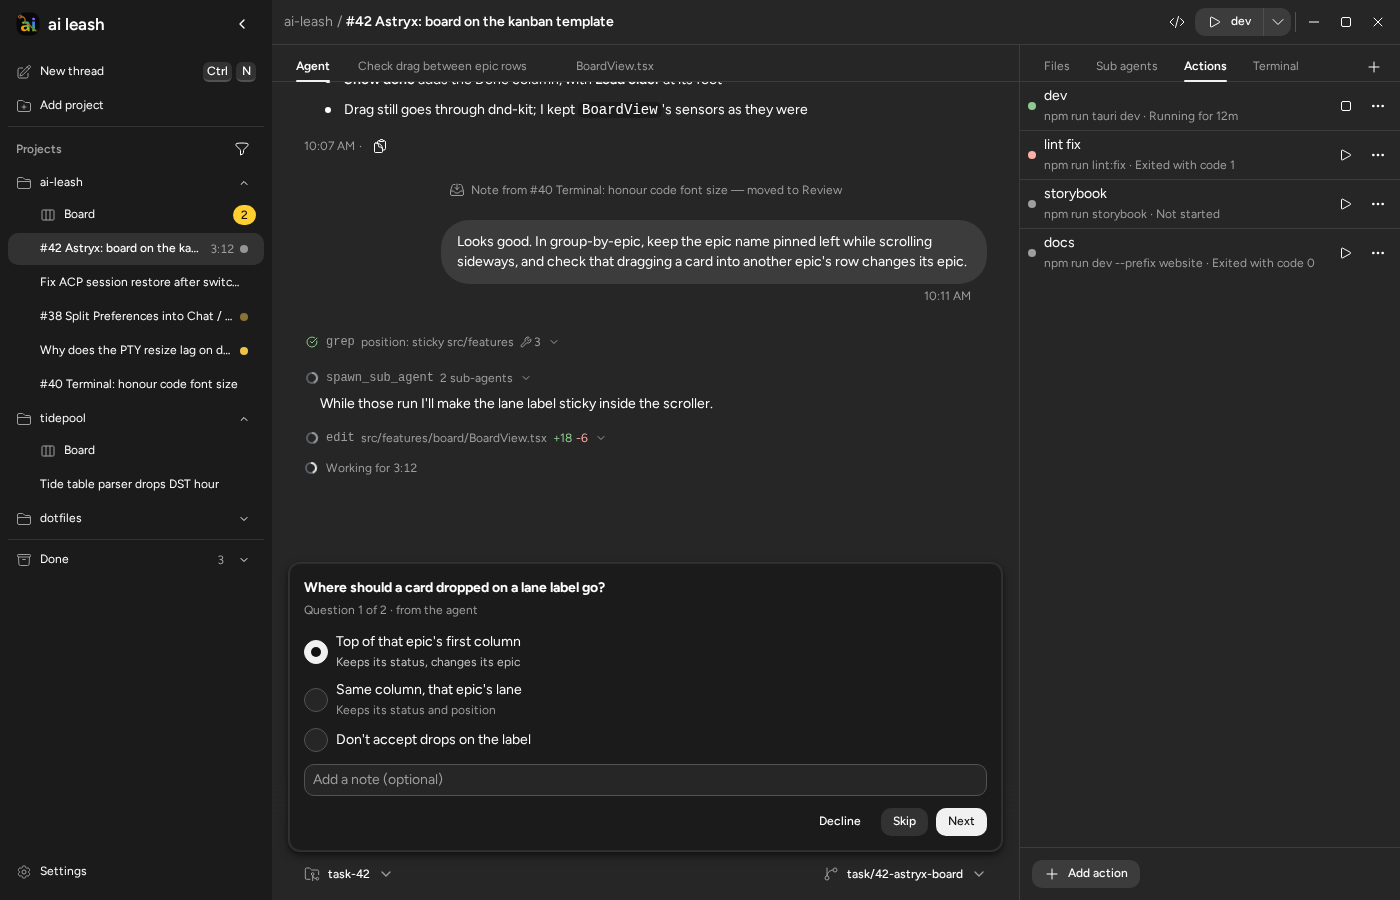 ai leash
New thread
Ctrl N
Add project
Projects
ai-leash
Board
2
#42 Astryx: board on the ka...
3:12
Fix ACP session restore after switc...
#38 Split Preferences into Chat / ...
Why does the PTY resize lag on d...
#40 Terminal: honour code font size
tidepool
Board
Tide table parser drops DST hour
dotfiles
Done
3
Settings
ai-leash / #42 Astryx: board on the kanban template
dev
Agent
Check drag between epic rows
BoardView.tsx
Show done adds the Done column, with Load older at its foot
Drag still goes through dnd-kit; I kept BoardView's sensors as they were
10:07 AM ·
Note from #40 Terminal: honour code font size — moved to Review
Looks good. In group-by-epic, keep the epic name pinned left while scrolling
sideways, and check that dragging a card into another epic's row changes its epic.
10:11 AM
grep position: sticky src/features 3
spawn_sub_agent 2 sub-agents
While those run I'll make the lane label sticky inside the scroller.
edit src/features/board/BoardView.tsx +18 -6
Working for 3:12
Where should a card dropped on a lane label go?
Question 1 of 2 · from the agent
Top of that epic's first column
Keeps its status, changes its epic
Same column, that epic's lane
Keeps its status and position
Don't accept drops on the label
Add a note (optional)
Decline
Skip
Next
task-42
task/42-astryx-board
Files
Sub agents
Actions
Terminal
dev
npm run tauri dev · Running for 12m
lint fix
npm run lint:fix · Exited with code 1
storybook
npm run storybook · Not started
docs
npm run dev --prefix website · Exited with code 0
Add action